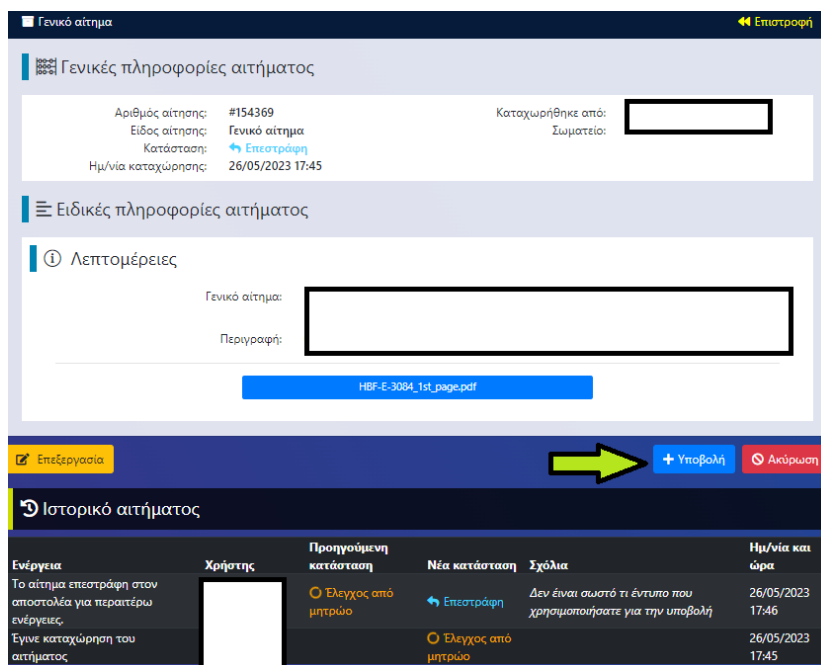 Γενικό αίτημα
Επιστροφή
Γενικές πληροφορίες αιτήματος
Αριθμός αίτησης: #154369
Καταχωρήθηκε από:
Είδος αίτησης: Γενικό αίτημα
Σωματείο:
Κατάσταση: Επεστράφη
Ημ/νία καταχώρησης: 26/05/2023 17:45
Ειδικές πληροφορίες αιτήματος
Λεπτομέρειες
Γενικό αίτημα:
Περιγραφή:
HBF-E-3084_1st_page.pdf
Επεξεργασία
+ Υποβολή
Ακύρωση
Ιστορικό αιτήματος
Ενέργεια Χρήστης Προηγούμενη κατάσταση Νέα κατάσταση Σχόλια Ημ/νία και ώρα
Το αίτημα επεστράφη στον
αποστολέα για περαιτέρω
ενέργειες.
Έλεγχος από
μητρώο
Επεστράφη
Δεν έιναι σωστό τι έντυπο που
χρησιμοποιήσατε για την υποβολή
26/05/2023
17:46
Έγινε καταχώρηση του
αιτήματος
Έλεγχος από
μητρώο
26/05/2023
17:45